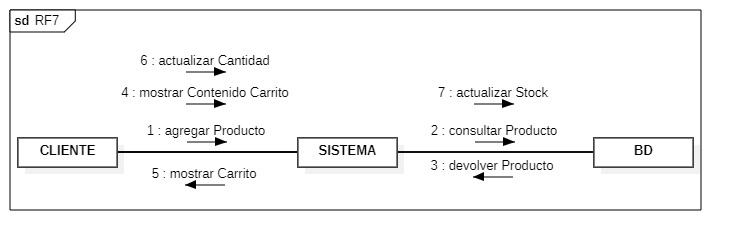 sd RF7
6 : actualizar Cantidad
4 : mostrar Contenido Carrito
7 : actualizar Stock
1 : agregar Producto
2 : consultar Producto
CLIENTE
SISTEMA
BD
5 : mostrar Carrito
3 : devolver Producto